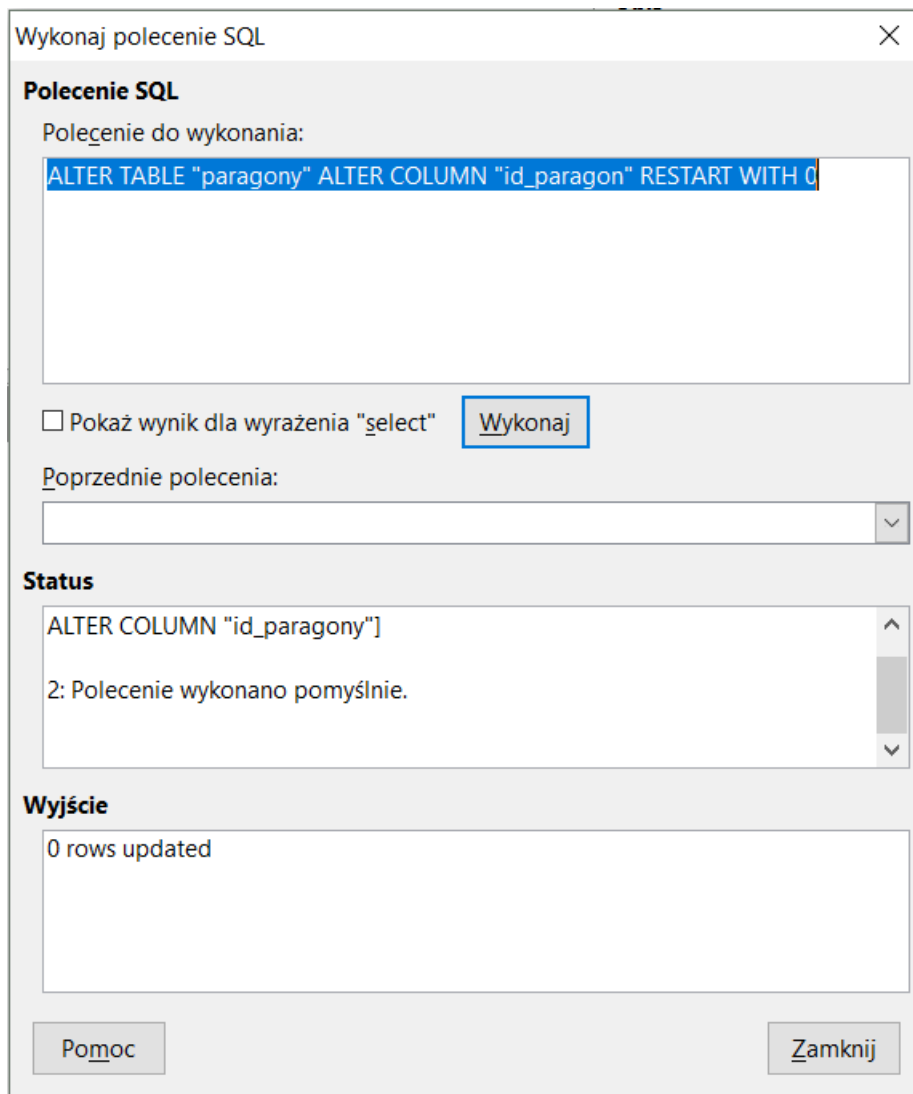 Wykonaj polecenie SQL
Polecenie SQL
Polecenie do wykonania:
ALTER TABLE "paragony" ALTER COLUMN "id_paragon" RESTART WITH 0
Pokaż wynik dla wyrażenia "select"
Wykonaj
Poprzednie polecenia:
Status
ALTER COLUMN "id_paragony"]
2: Polecenie wykonano pomyślnie.
Wyjście
0 rows updated
Pomoc
Zamknij